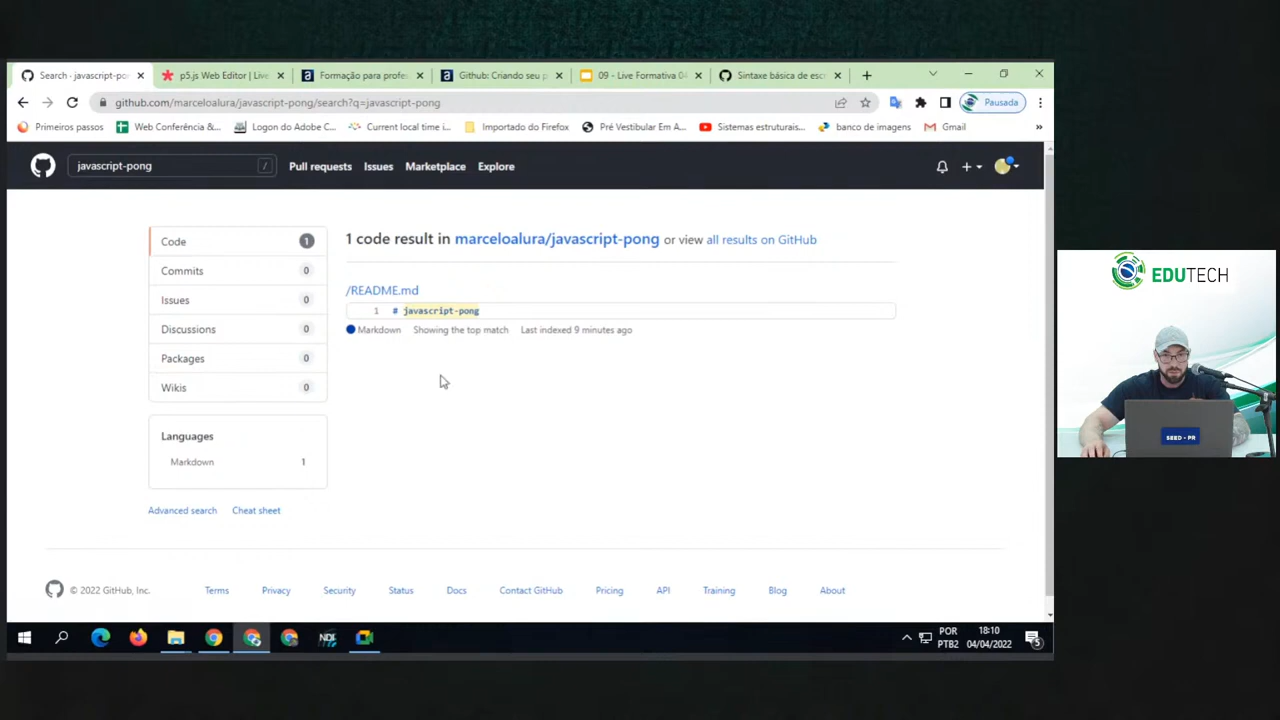 Search · javascript-pon
p5.js Web Editor | Live
Formação para profes
Github: Criando seu p
09 - Live Formativa 04
Sintaxe básica de esc
github.com/marceloalura/javascript-pong/search?q=javascript-pong
Pausada
Primeiros passos
Web Conferência &...
Logon do Adobe C...
Current local time i...
Importado do Firefox
Pré Vestibular Em A...
Sistemas estruturais...
banco de imagens
Gmail
»
javascript-pong /
Pull requests
Issues
Marketplace
Explore
Code 1
Commits 0
Issues 0
Discussions 0
Packages 0
Wikis 0
Languages
Markdown 1
Advanced search
Cheat sheet
1 code result in marceloalura/javascript-pong or view all results on GitHub
/README.md
1 # javascript-pong
Markdown Showing the top match Last indexed 9 minutes ago
© 2022 GitHub, Inc.
Terms
Privacy
Security
Status
Docs
Contact GitHub
Pricing
API
Training
Blog
About
NDI
POR
PTB2
18:10
04/04/2022
5
EDUTECH
SEED - PR